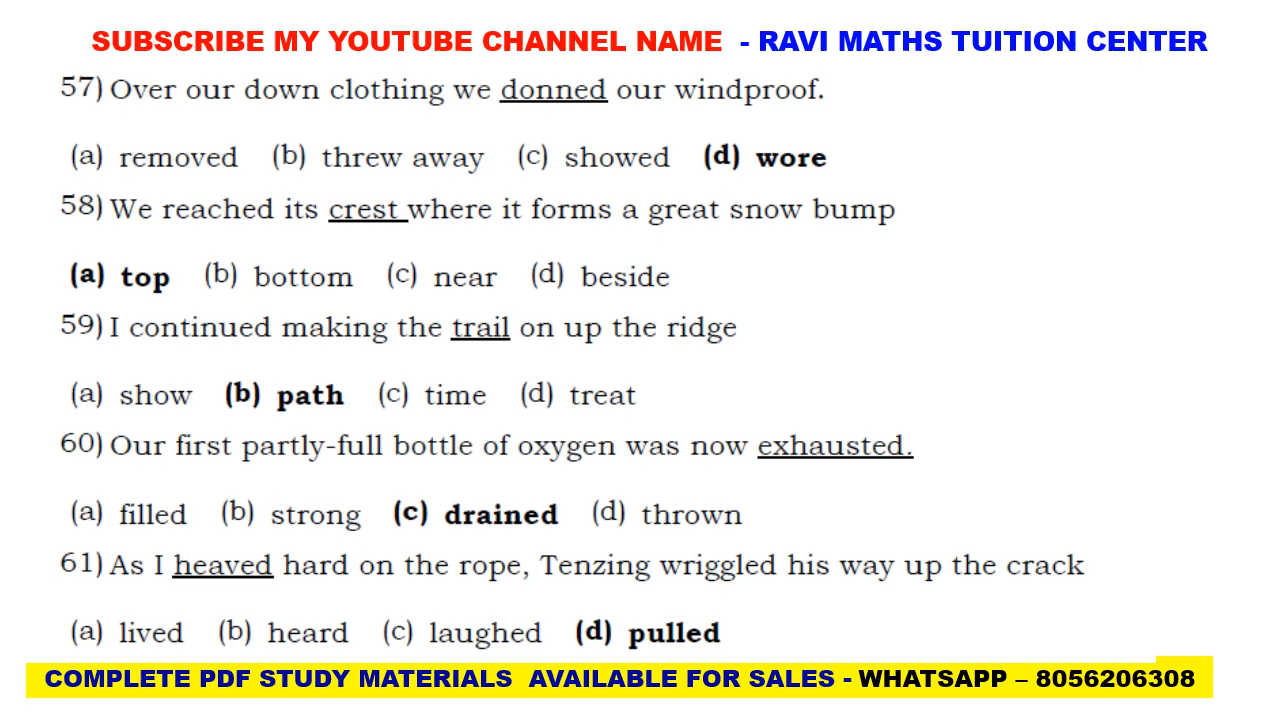 SUBSCRIBE MY YOUTUBE CHANNEL NAME - RAVI MATHS TUITION CENTER
57) Over our down clothing we donned our windproof.
(a) removed (b) threw away (c) showed (d) wore
58) We reached its crest where it forms a great snow bump
(a) top (b) bottom (c) near (d) beside
59) I continued making the trail on up the ridge
(a) show (b) path (c) time (d) treat
60) Our first partly-full bottle of oxygen was now exhausted.
(a) filled (b) strong (c) drained (d) thrown
61) As I heaved hard on the rope, Tenzing wriggled his way up the crack
(a) lived (b) heard (c) laughed (d) pulled
COMPLETE PDF STUDY MATERIALS AVAILABLE FOR SALES - WHATSAPP – 8056206308